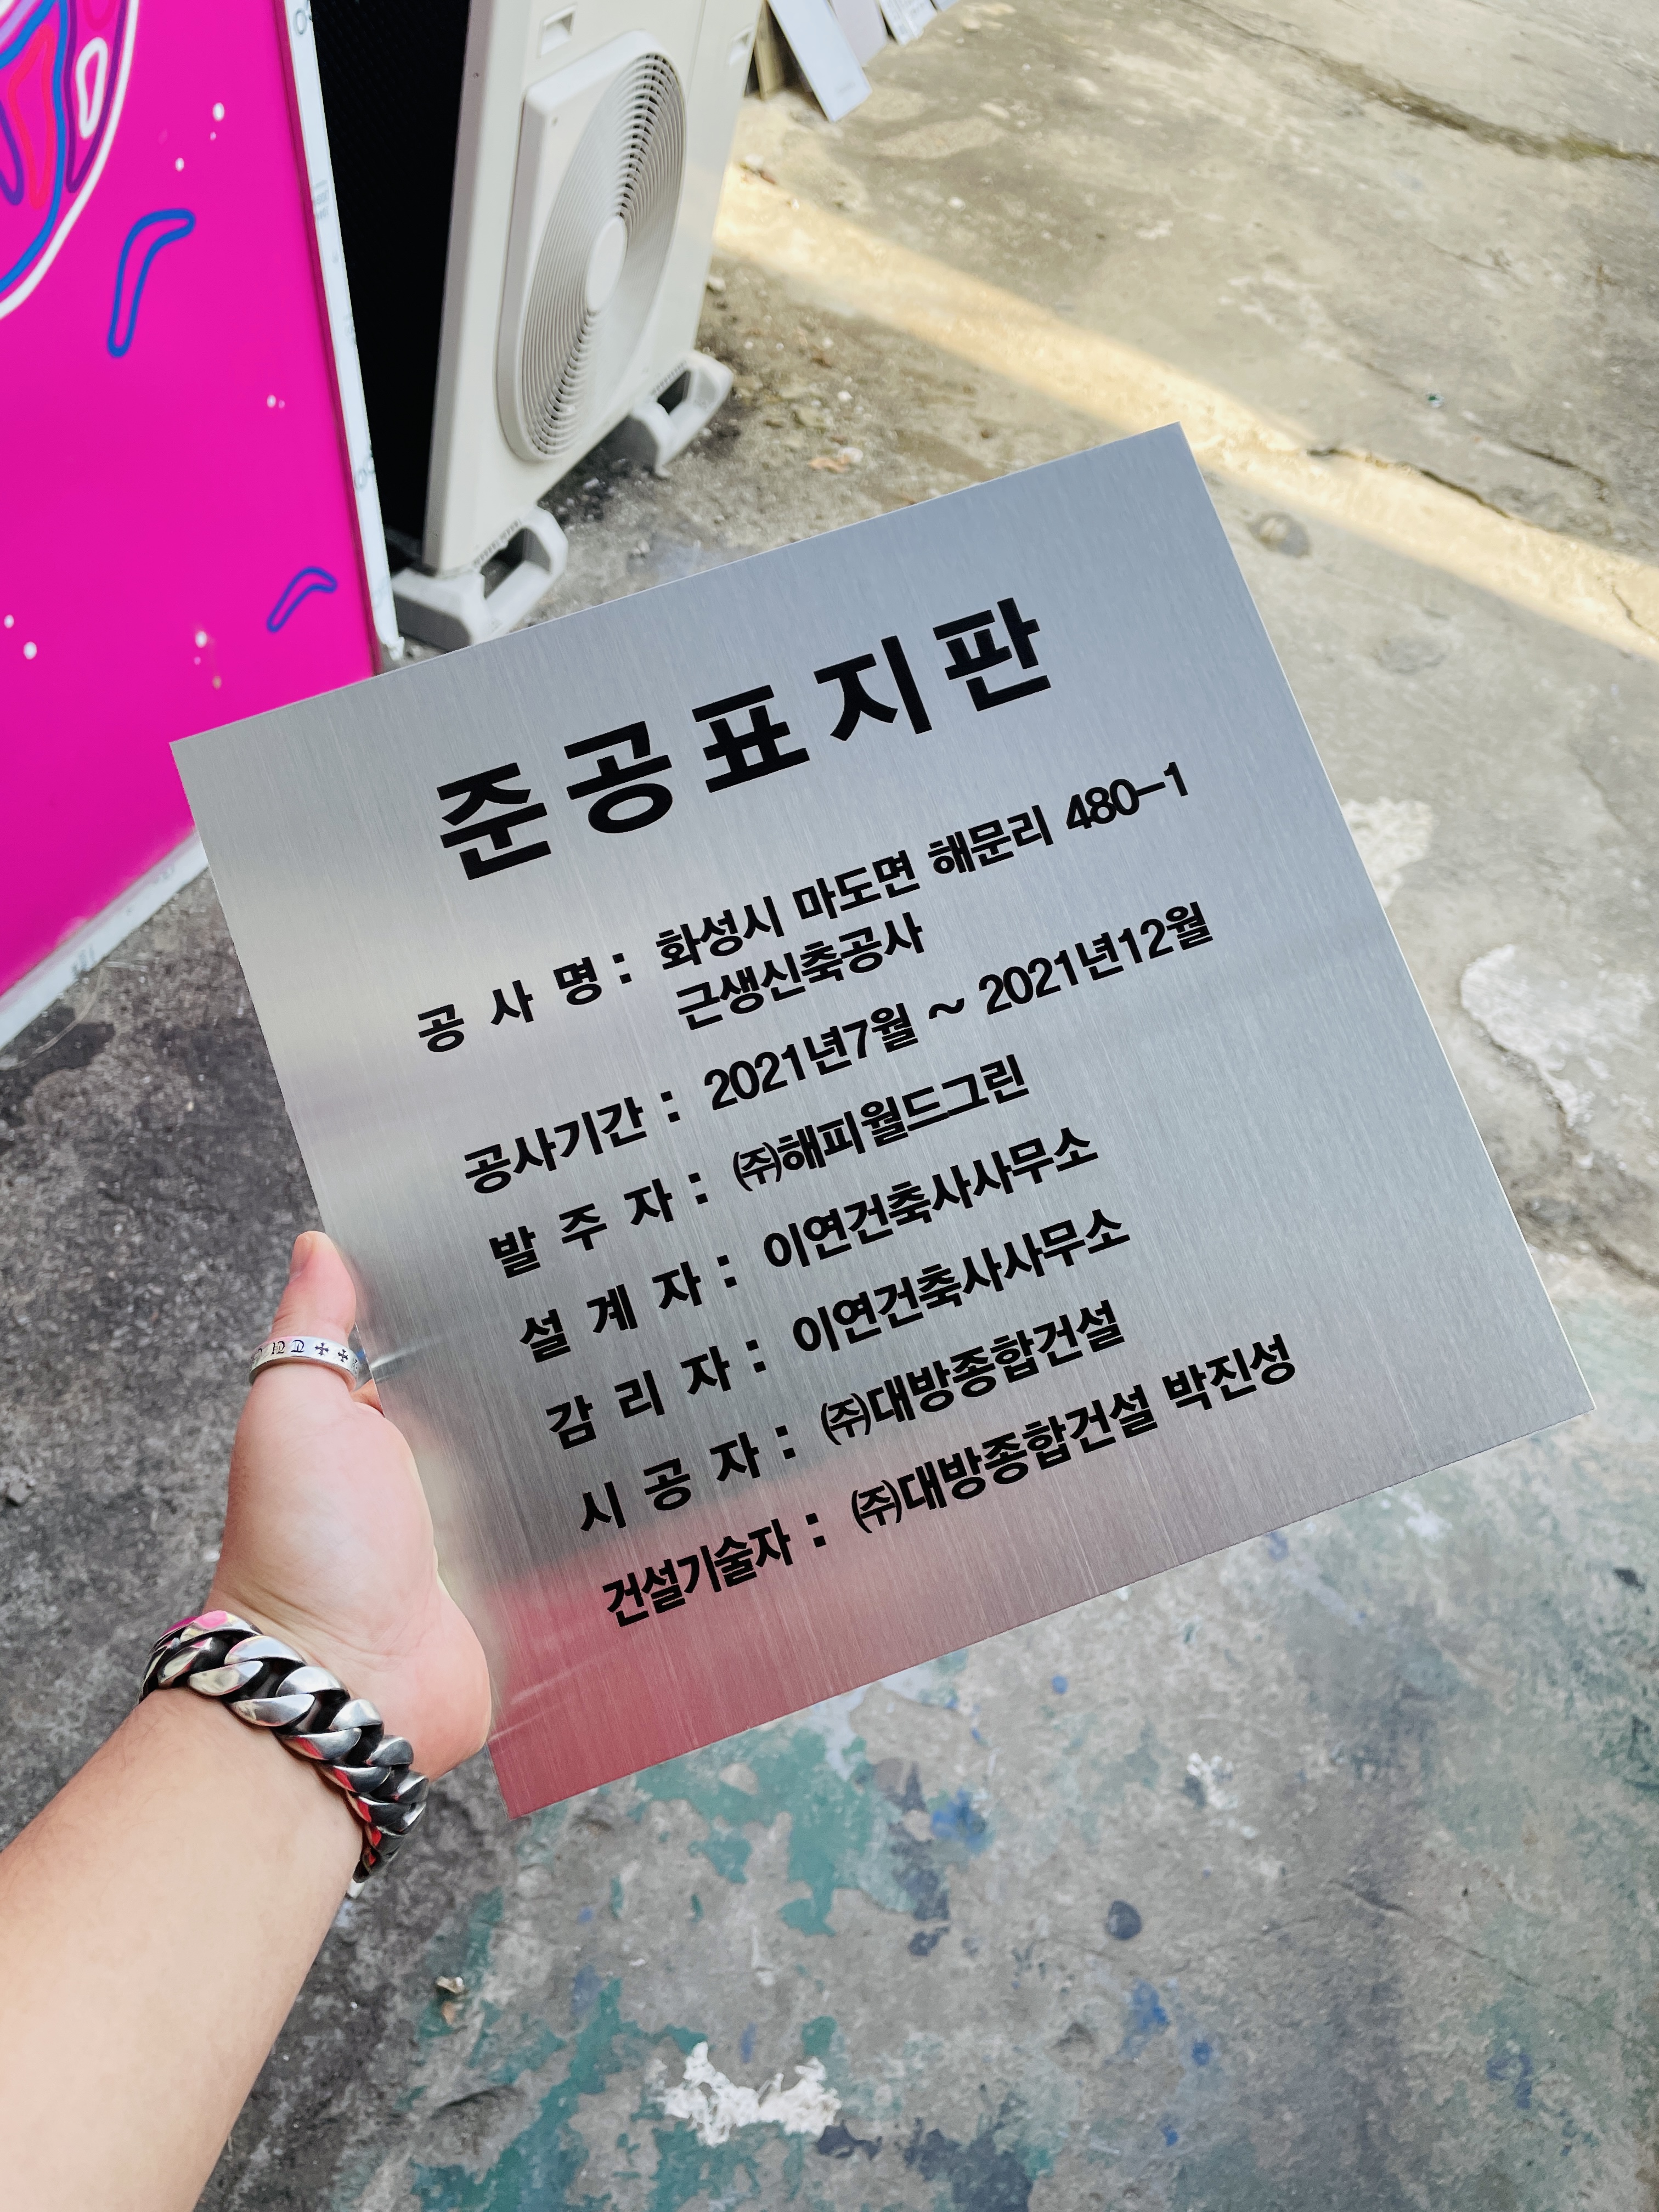 준공표지판
공 사 명 : 화성시 마도면 해문리 480-1
근생신축공사
공사기간 : 2021년7월 ~ 2021년12월
발 주 자 : ㈜해피월드그린
설 계 자 : 이연건축사사무소
감 리 자 : 이연건축사사무소
시 공 자 : ㈜대방종합건설
건설기술자 : ㈜대방종합건설 박진성